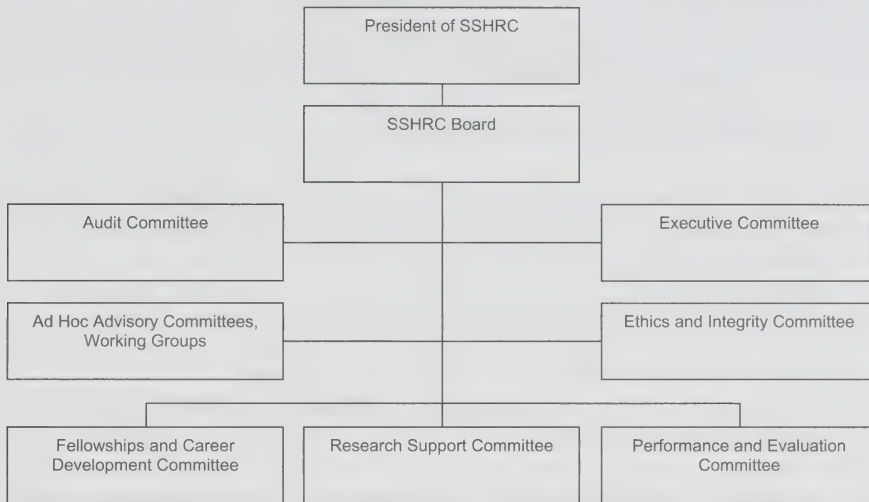 President of SSHRC
SSHRC Board
Audit Committee
Executive Committee
Ad Hoc Advisory Committees,
Working Groups
Ethics and Integrity Committee
Fellowships and Career
Development Committee
Research Support Committee
Performance and Evaluation
Committee